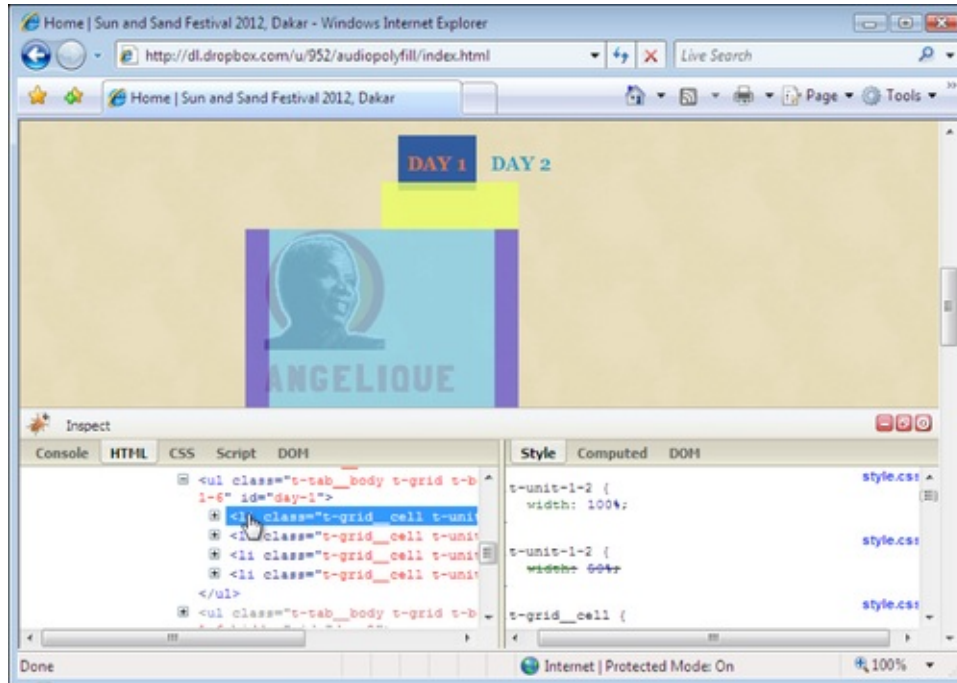 Home | Sun and Sand Festival 2012, Dakar - Windows Internet Explorer
http://dl.dropbox.com/u/952/audiopolyfill/index.html
Live Search
Home | Sun and Sand Festival 2012, Dakar
Page Tools
DAY 1 DAY 2
ANGELIQUE
Inspect
Console HTML CSS Script DOM
Style Computed DOM
<ul class="t-tab__body t-grid t-b
1-6" id="day-1">
<li class="t-grid__cell t-unit
<li class="t-grid__cell t-unit
<li class="t-grid__cell t-unit
<li class="t-grid__cell t-unit
</ul>
<ul class="t-tab__body t-grid t-b
t-unit-1-2 {
style.css
width: 100%;
t-unit-1-2 {
style.css
width: 50%;
t-grid__cell {
style.css
Done
Internet | Protected Mode: On
100%